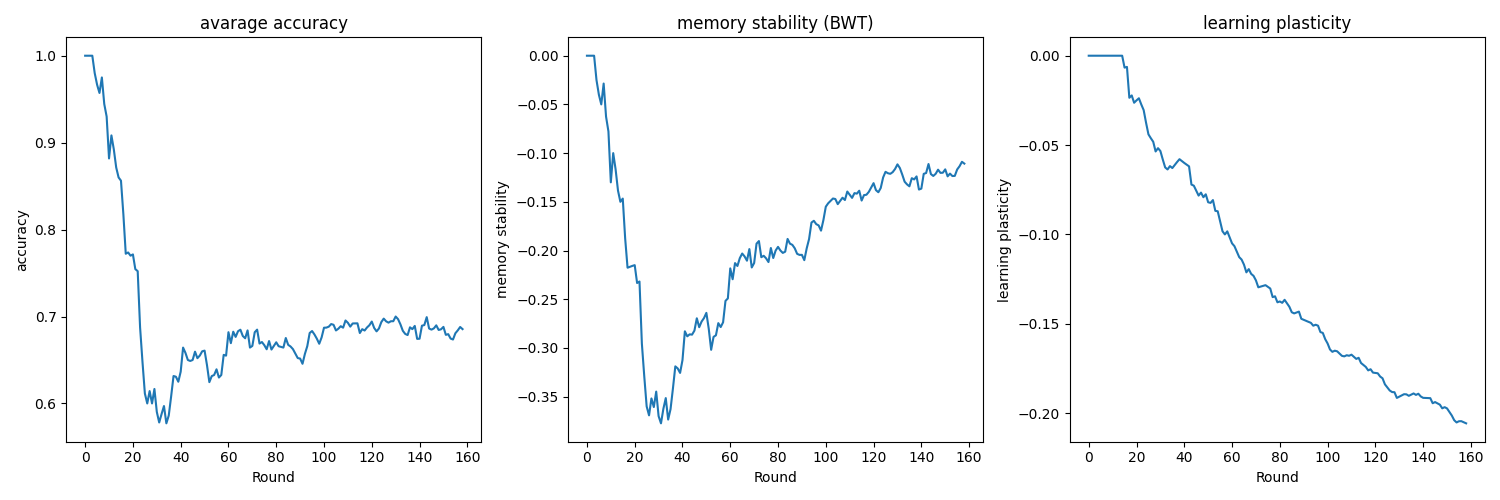 avarage accuracy
accuracy
1.0
0.9
0.8
0.7
0.6
0 20 40 60 80 100 120 140 160
Round
memory stability (BWT)
memory stability
0.00
−0.05
−0.10
−0.15
−0.20
−0.25
−0.30
−0.35
0 20 40 60 80 100 120 140 160
Round
learning plasticity
learning plasticity
0.00
−0.05
−0.10
−0.15
−0.20
0 20 40 60 80 100 120 140 160
Round